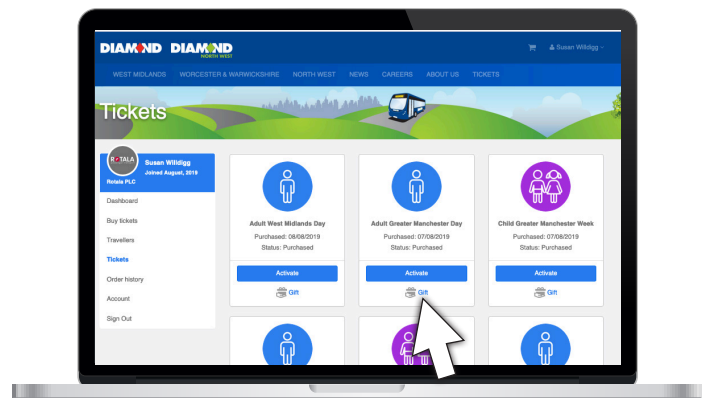 DIAMOND DIAMOND
NORTH WEST
Susan Willdigg
WEST MIDLANDS WORCESTER & WARWICKSHIRE NORTH WEST NEWS CAREERS ABOUT US TICKETS
Tickets
ROTALA
Susan Willdigg
Joined August, 2019
Rotala PLC
Dashboard
Buy tickets
Travellers
Tickets
Order history
Account
Sign Out
Adult West Midlands Day
Purchased: 08/08/2019
Status: Purchased
Activate
Gift
Adult Greater Manchester Day
Purchased: 07/08/2019
Status: Purchased
Activate
Gift
Child Greater Manchester Week
Purchased: 07/08/2019
Status: Purchased
Activate
Gift